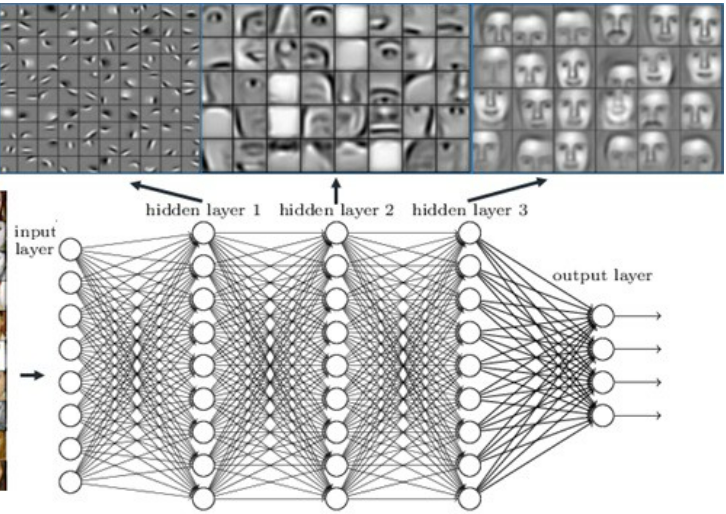 hidden layer 1 hidden layer 2 hidden layer 3
input
layer
output layer